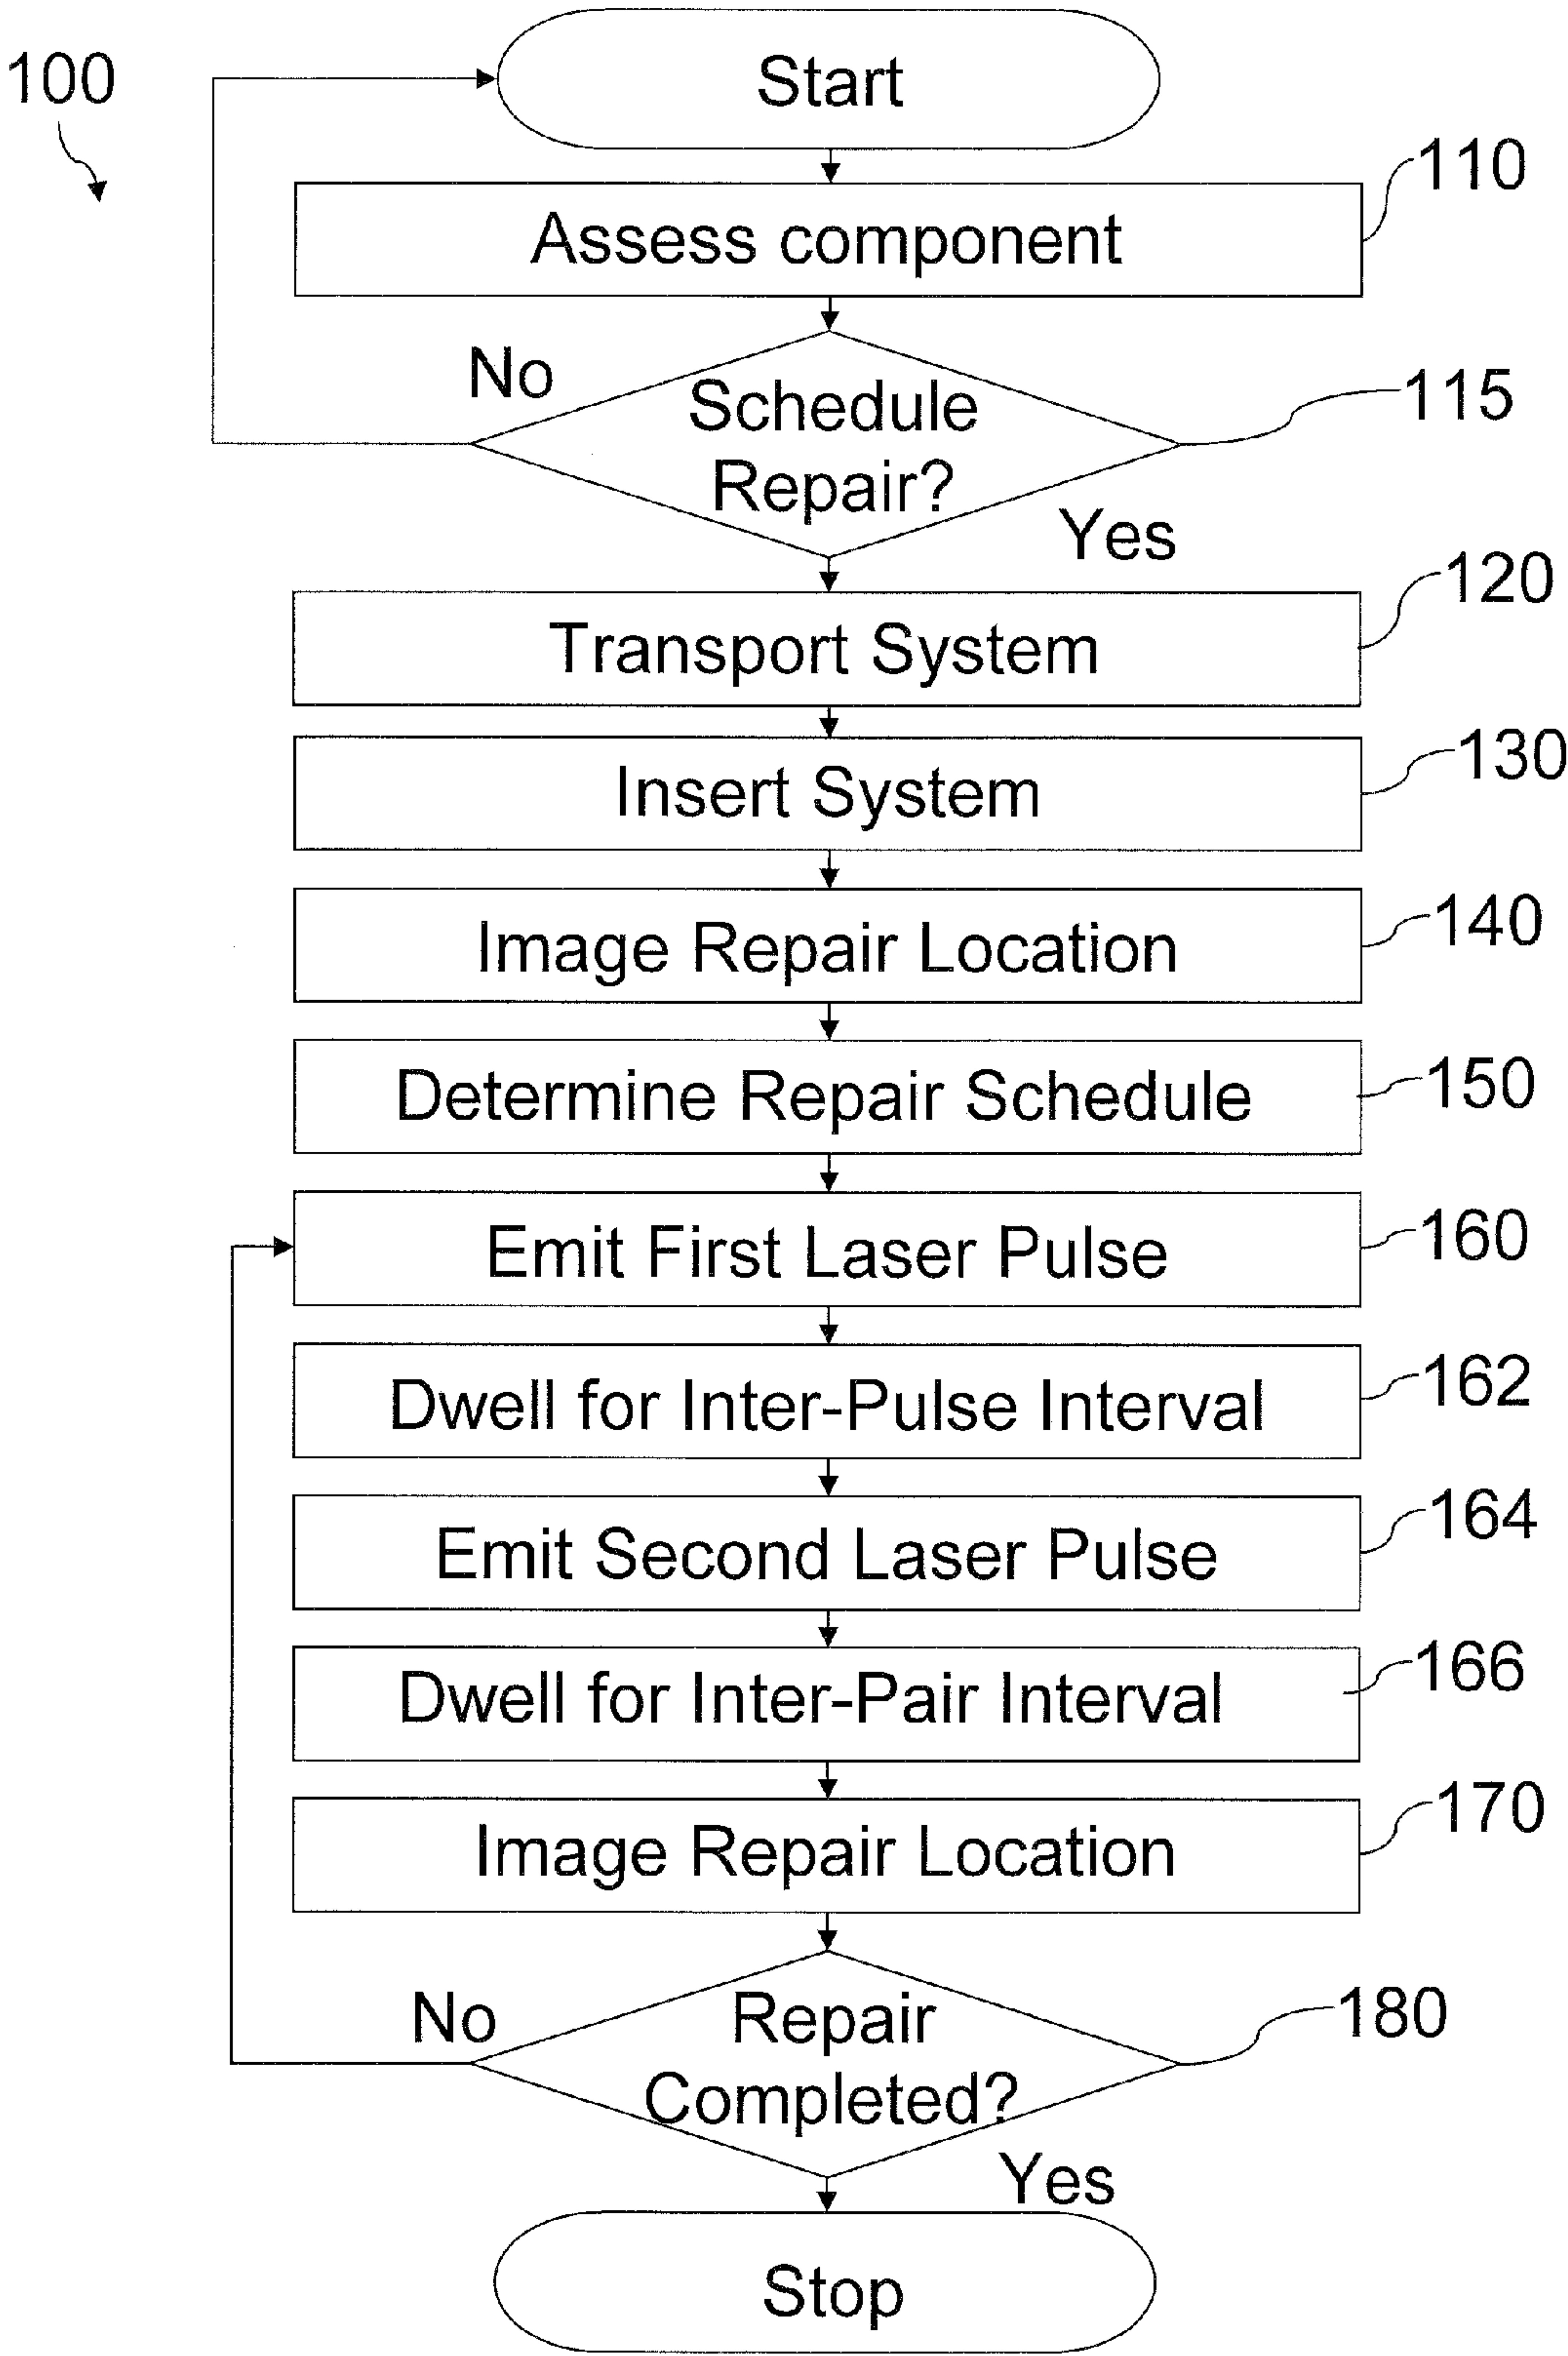 100
Start
110
Assess component
No
Schedule
Repair?
115
Yes
120
Transport System
130
Insert System
140
Image Repair Location
150
Determine Repair Schedule
160
Emit First Laser Pulse
162
Dwell for Inter-Pulse Interval
164
Emit Second Laser Pulse
166
Dwell for Inter-Pair Interval
170
Image Repair Location
No
Repair
Completed?
180
Yes
Stop